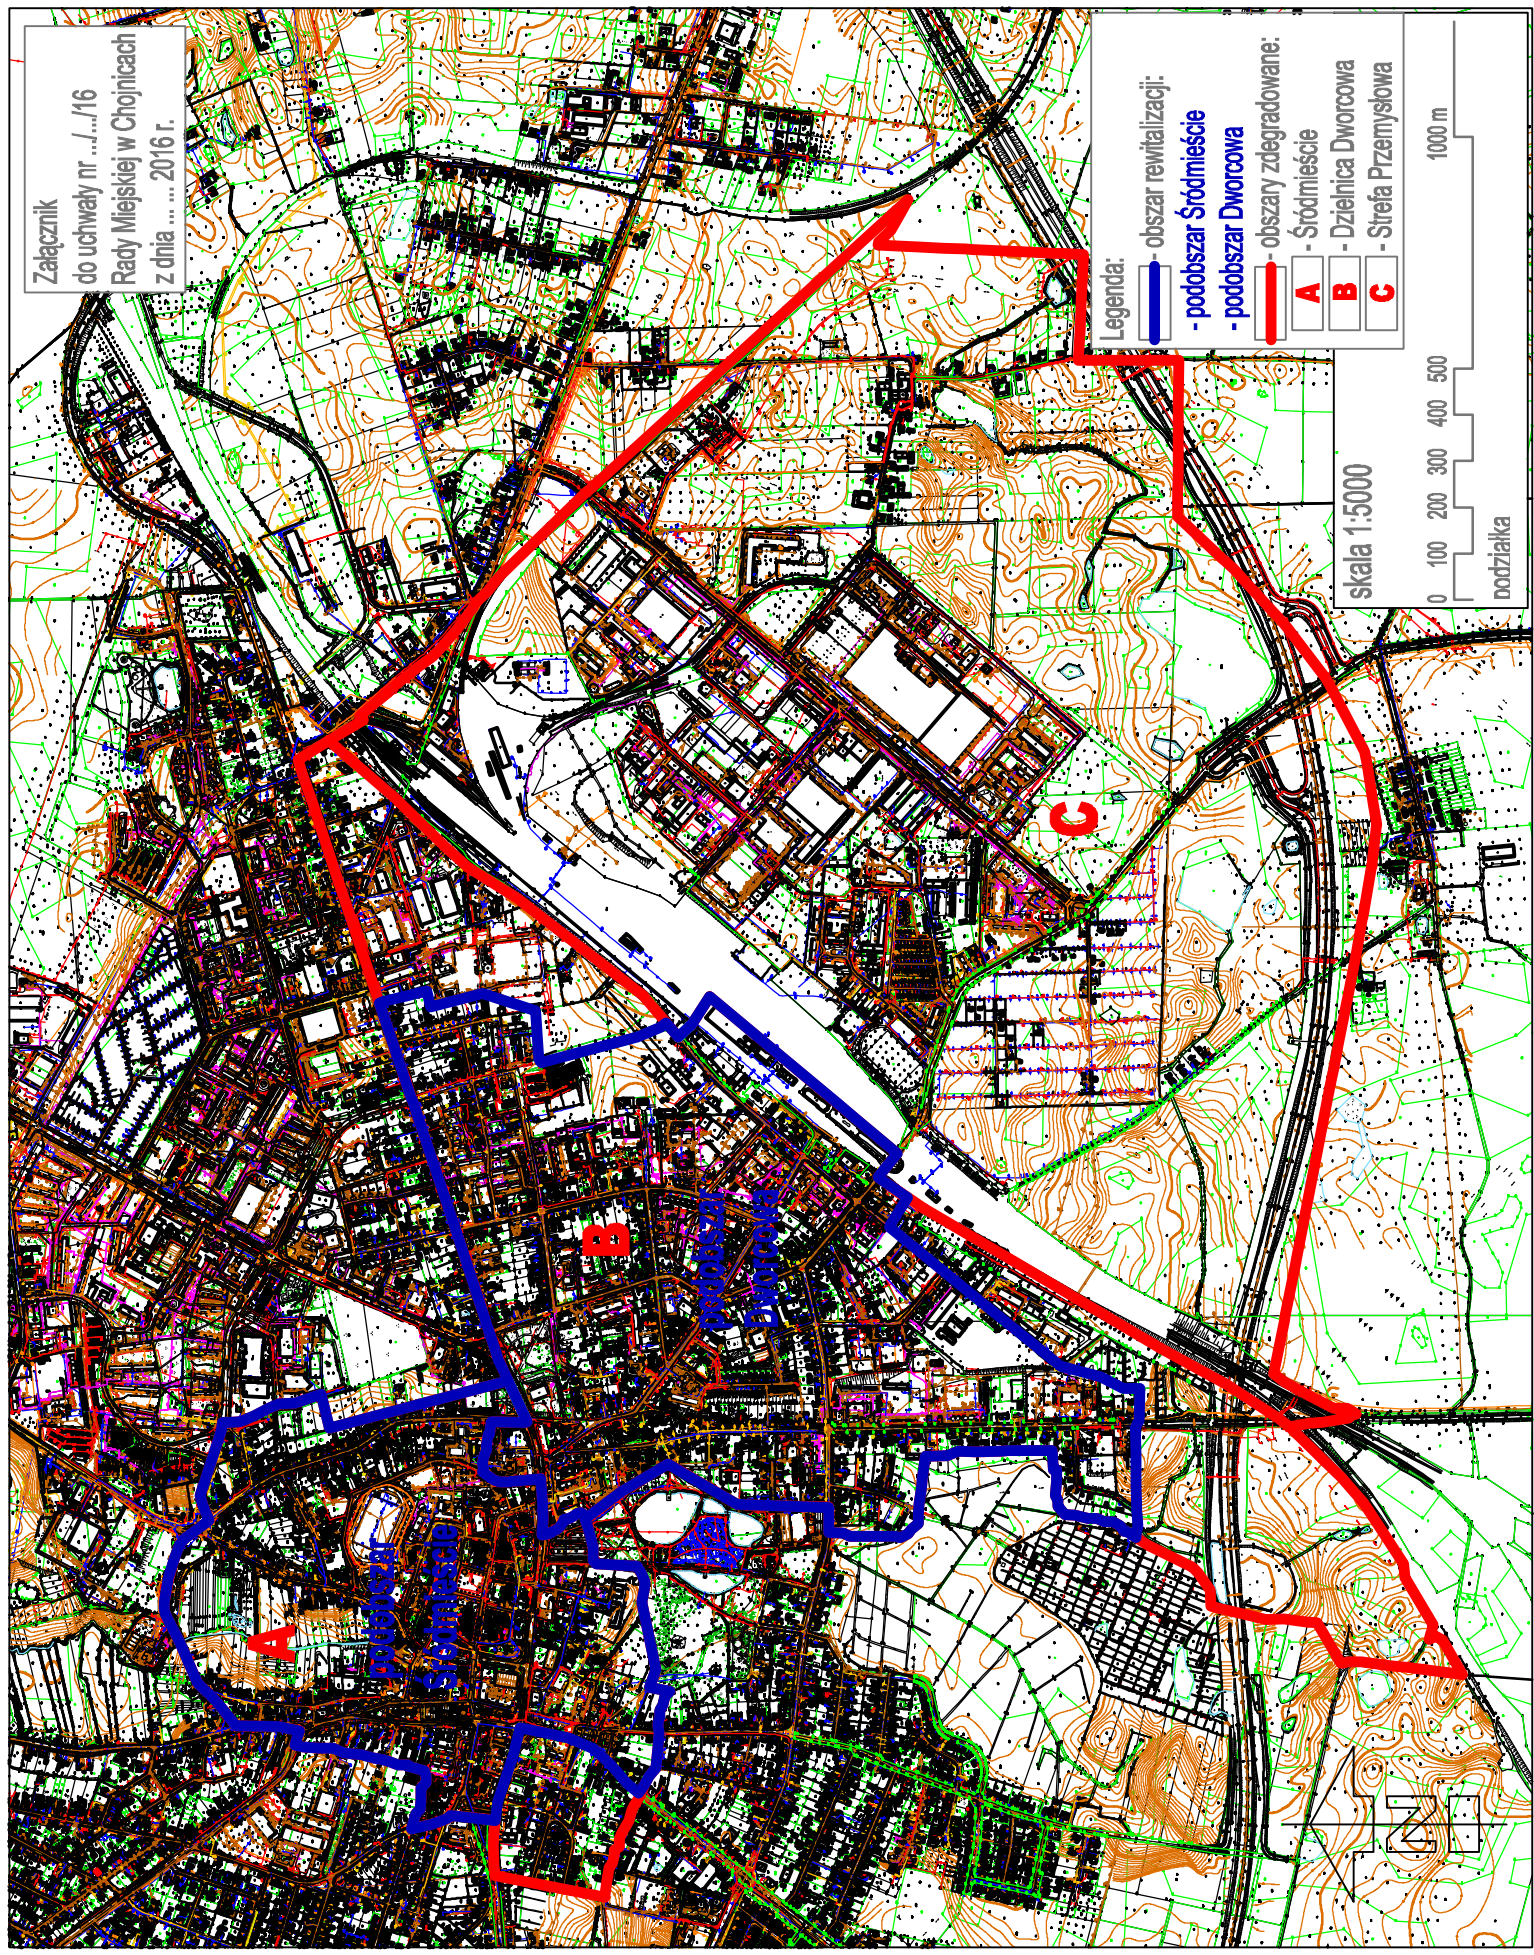 Załącznik
do uchwały nr .../.../16
Rady Miejskiej w Chojnicach
z dnia ... ... 2016 r.
A
podobszar
Śródmieście
B
podobszar
Dworcowa
C
Legenda:
- obszar rewitalizacji:
- podobszar Śródmieście
- podobszar Dworcowa
- obszary zdegradowane:
A - Śródmieście
B - Dzielnica Dworcowa
C - Strefa Przemysłowa
skala 1:5000
0 100 200 300 400 500 1000 m
podziałka
N